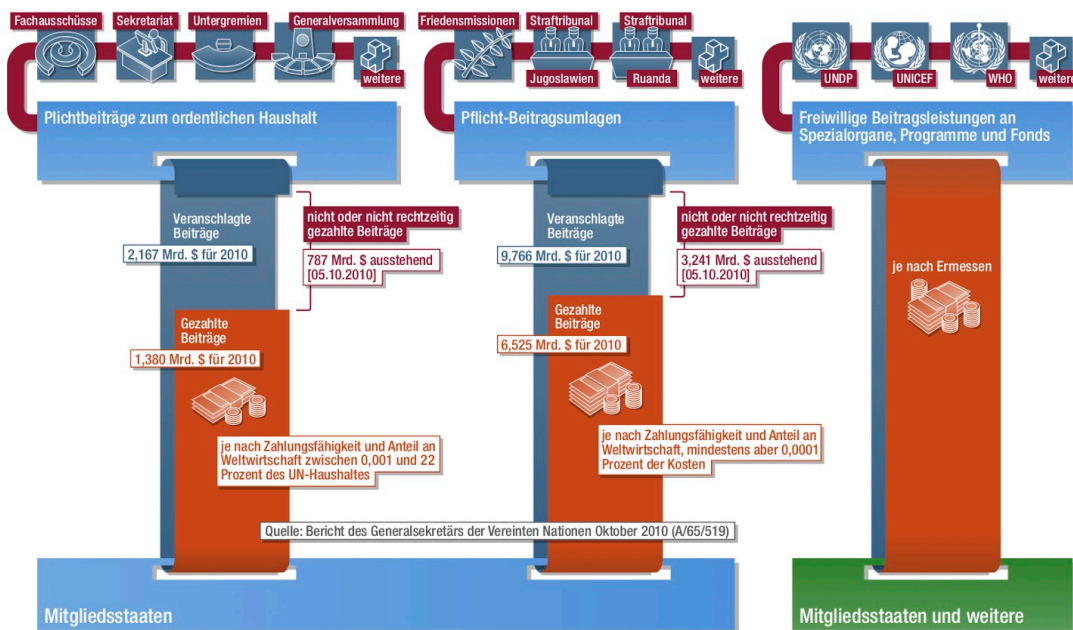 Fachausschüsse
Sekretariat
Untergremien
Generalversammlung
weitere
Plichtbeiträge zum ordentlichen Haushalt
Veranschlagte
Beiträge
2,167 Mrd. $ für 2010
nicht oder nicht rechtzeitig
gezahlte Beiträge
787 Mrd. $ ausstehend
[05.10.2010]
Gezahlte
Beiträge
1,380 Mrd. $ für 2010
je nach Zahlungsfähigkeit und Anteil an
Weltwirtschaft zwischen 0,001 und 22
Prozent des UN-Haushaltes
Friedensmissionen
Straftribunal
Jugoslawien
Straftribunal
Ruanda
weitere
Pflicht-Beitragsumlagen
Veranschlagte
Beiträge
9,766 Mrd. $ für 2010
nicht oder nicht rechtzeitig
gezahlte Beiträge
3,241 Mrd. $ ausstehend
[05.10.2010]
Gezahlte
Beiträge
6,525 Mrd. $ für 2010
je nach Zahlungsfähigkeit und Anteil an
Weltwirtschaft, mindestens aber 0,0001
Prozent der Kosten
UNDP
UNICEF
WHO
weitere
Freiwillige Beitragsleistungen an
Spezialorgane, Programme und Fonds
je nach Ermessen
Quelle: Bericht des Generalsekretärs der Vereinten Nationen Oktober 2010 (A/65/519)
Mitgliedsstaaten
Mitgliedsstaaten und weitere